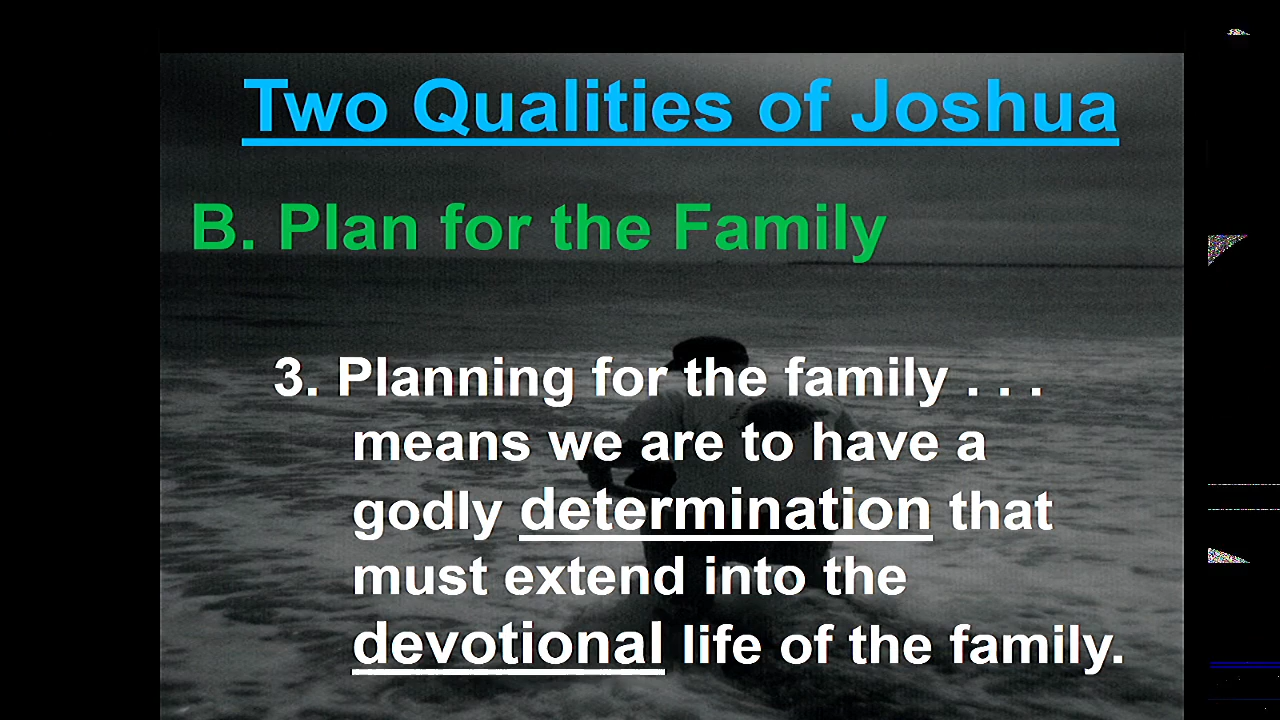 Two Qualities of Joshua
B. Plan for the Family
3. Planning for the family . . .
means we are to have a
godly determination that
must extend into the
devotional life of the family.